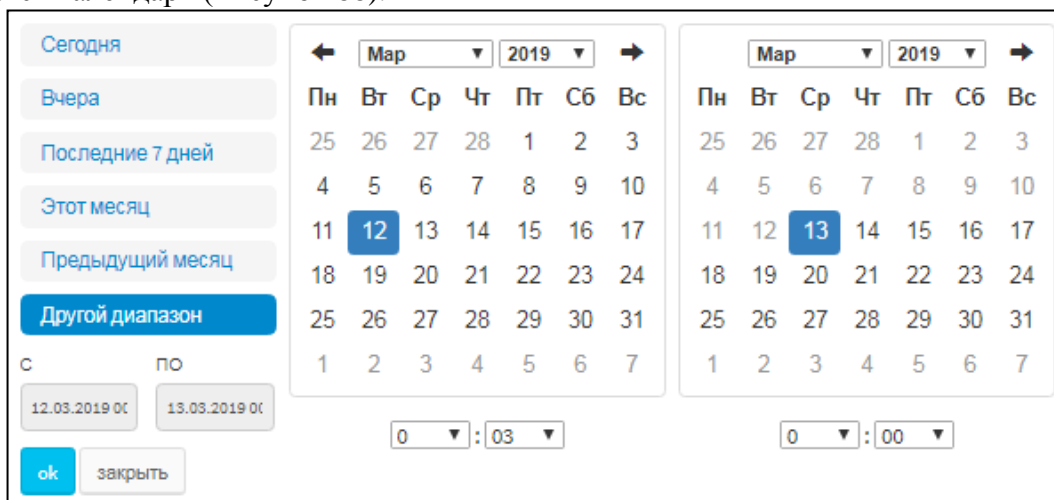 Сегодня
Вчера
Последние 7 дней
Этот месяц
Предыдущий месяц
Другой диапазон
С ПО
12.03.2019 00 13.03.2019 00
ok закрыть
Мар 2019
Пн Вт Ср Чт Пт Сб Вс
25 26 27 28 1 2 3
4 5 6 7 8 9 10
11 12 13 14 15 16 17
18 19 20 21 22 23 24
25 26 27 28 29 30 31
1 2 3 4 5 6 7
0 : 03
Мар 2019
Пн Вт Ср Чт Пт Сб Вс
25 26 27 28 1 2 3
4 5 6 7 8 9 10
11 12 13 14 15 16 17
18 19 20 21 22 23 24
25 26 27 28 29 30 31
1 2 3 4 5 6 7
0 : 00